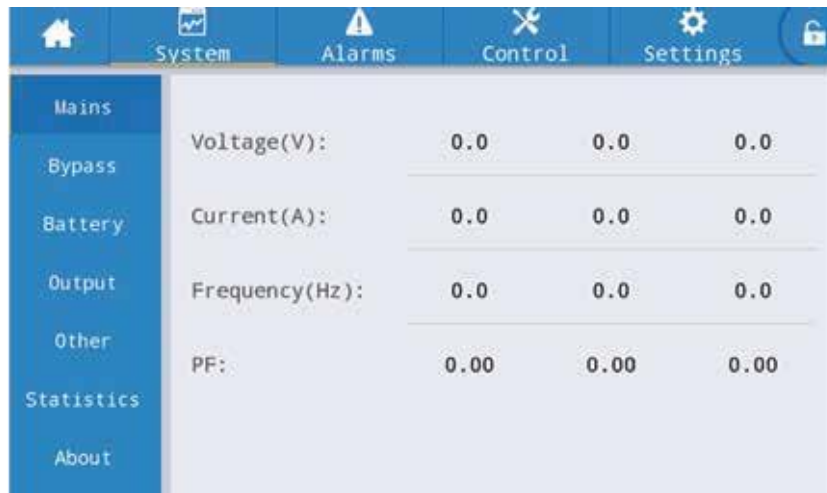 System Alarms Control Settings
Mains
Voltage(V): 0.0 0.0 0.0
Bypass
Battery
Current(A): 0.0 0.0 0.0
Output
Frequency(Hz): 0.0 0.0 0.0
Other
PF: 0.00 0.00 0.00
Statistics
About